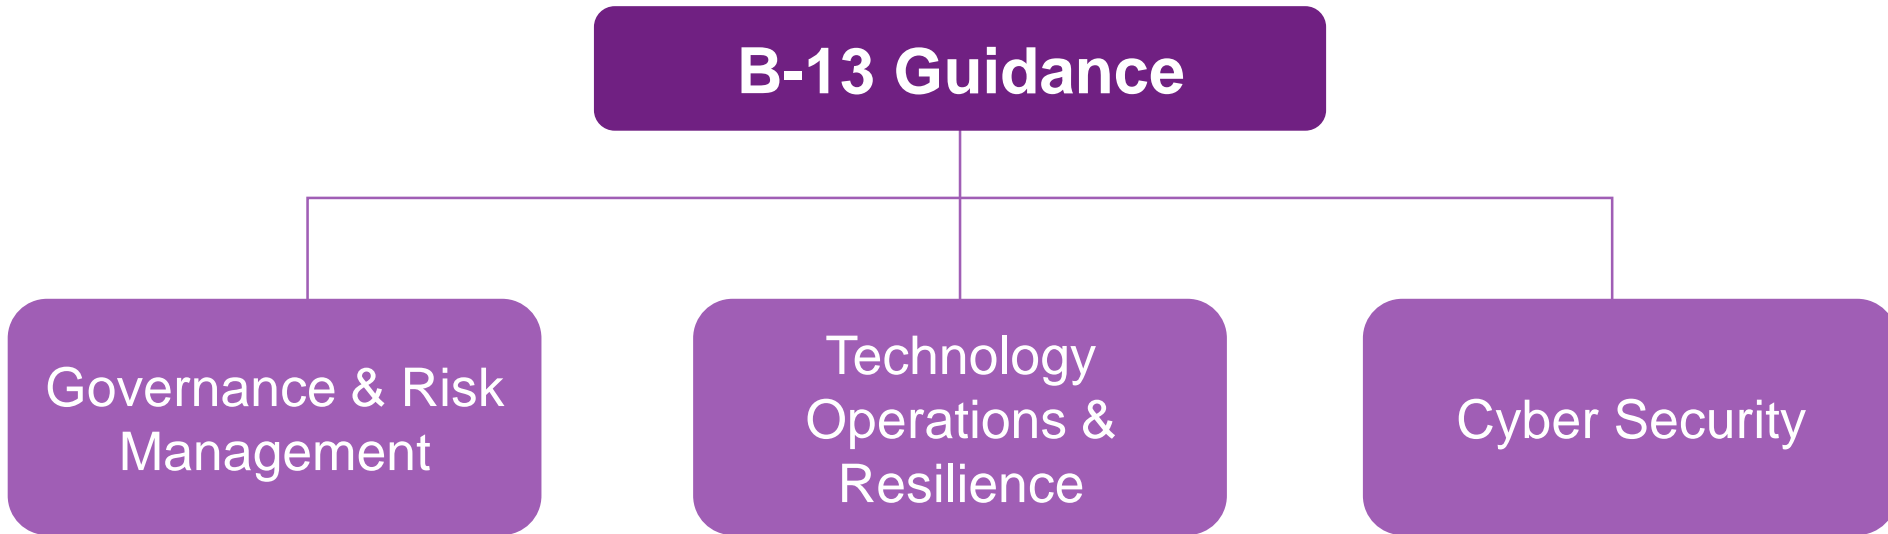 B-13 Guidance
Governance & Risk
Management
Technology
Operations &
Resilience
Cyber Security